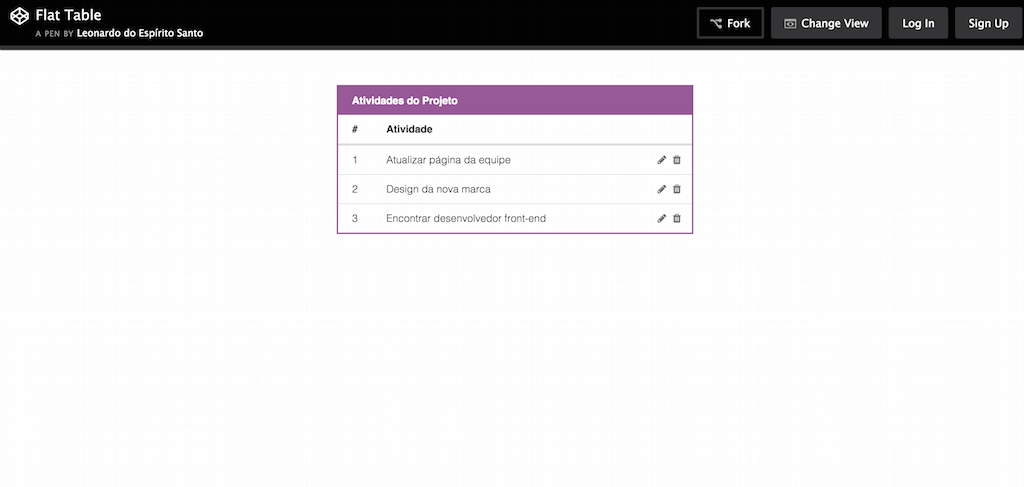 Flat Table
A PEN BY Leonardo do Espírito Santo
Fork
Change View
Log In
Sign Up
Atividades do Projeto
# Atividade
1 Atualizar página da equipe
2 Design da nova marca
3 Encontrar desenvolvedor front-end